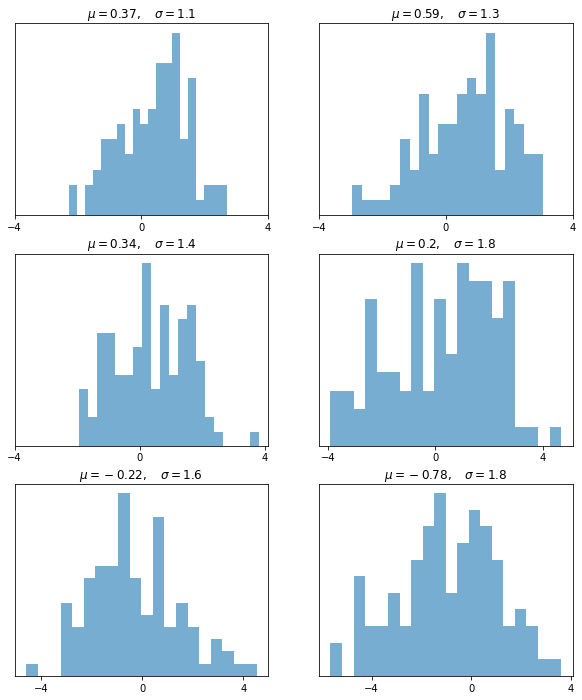 μ = 0.37, σ = 1.1
−4 0 4
μ = 0.59, σ = 1.3
−4 0 4
μ = 0.34, σ = 1.4
−4 0 4
μ = 0.2, σ = 1.8
−4 0 4
μ = −0.22, σ = 1.6
−4 0 4
μ = −0.78, σ = 1.8
−4 0 4